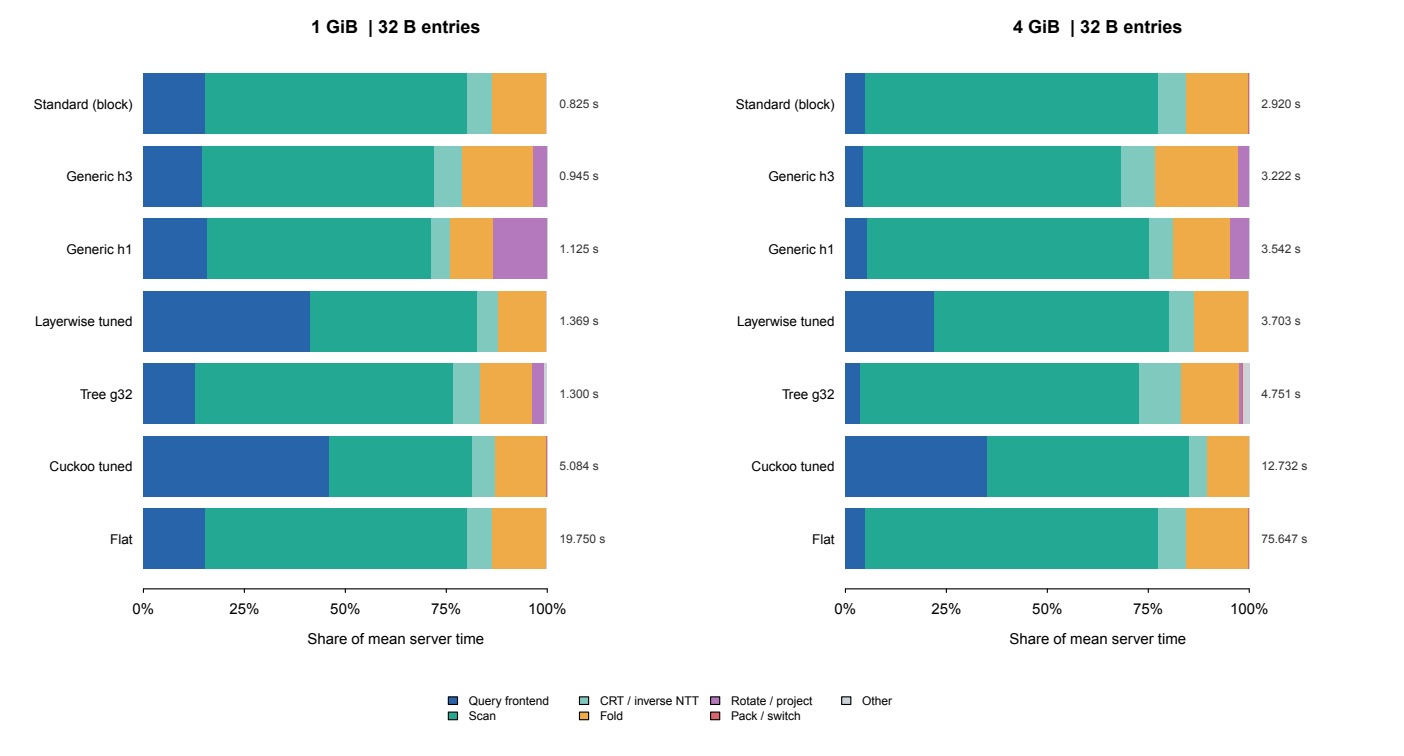 1 GiB | 32 B entries
Standard (block)
0.825 s
Generic h3
0.945 s
Generic h1
1.125 s
Layerwise tuned
1.369 s
Tree g32
1.300 s
Cuckoo tuned
5.084 s
Flat
19.750 s
0% 25% 50% 75% 100%
Share of mean server time
4 GiB | 32 B entries
Standard (block)
2.920 s
Generic h3
3.222 s
Generic h1
3.542 s
Layerwise tuned
3.703 s
Tree g32
4.751 s
Cuckoo tuned
12.732 s
Flat
75.647 s
0% 25% 50% 75% 100%
Share of mean server time
Query frontend CRT / inverse NTT Rotate / project Other
Scan Fold Pack / switch